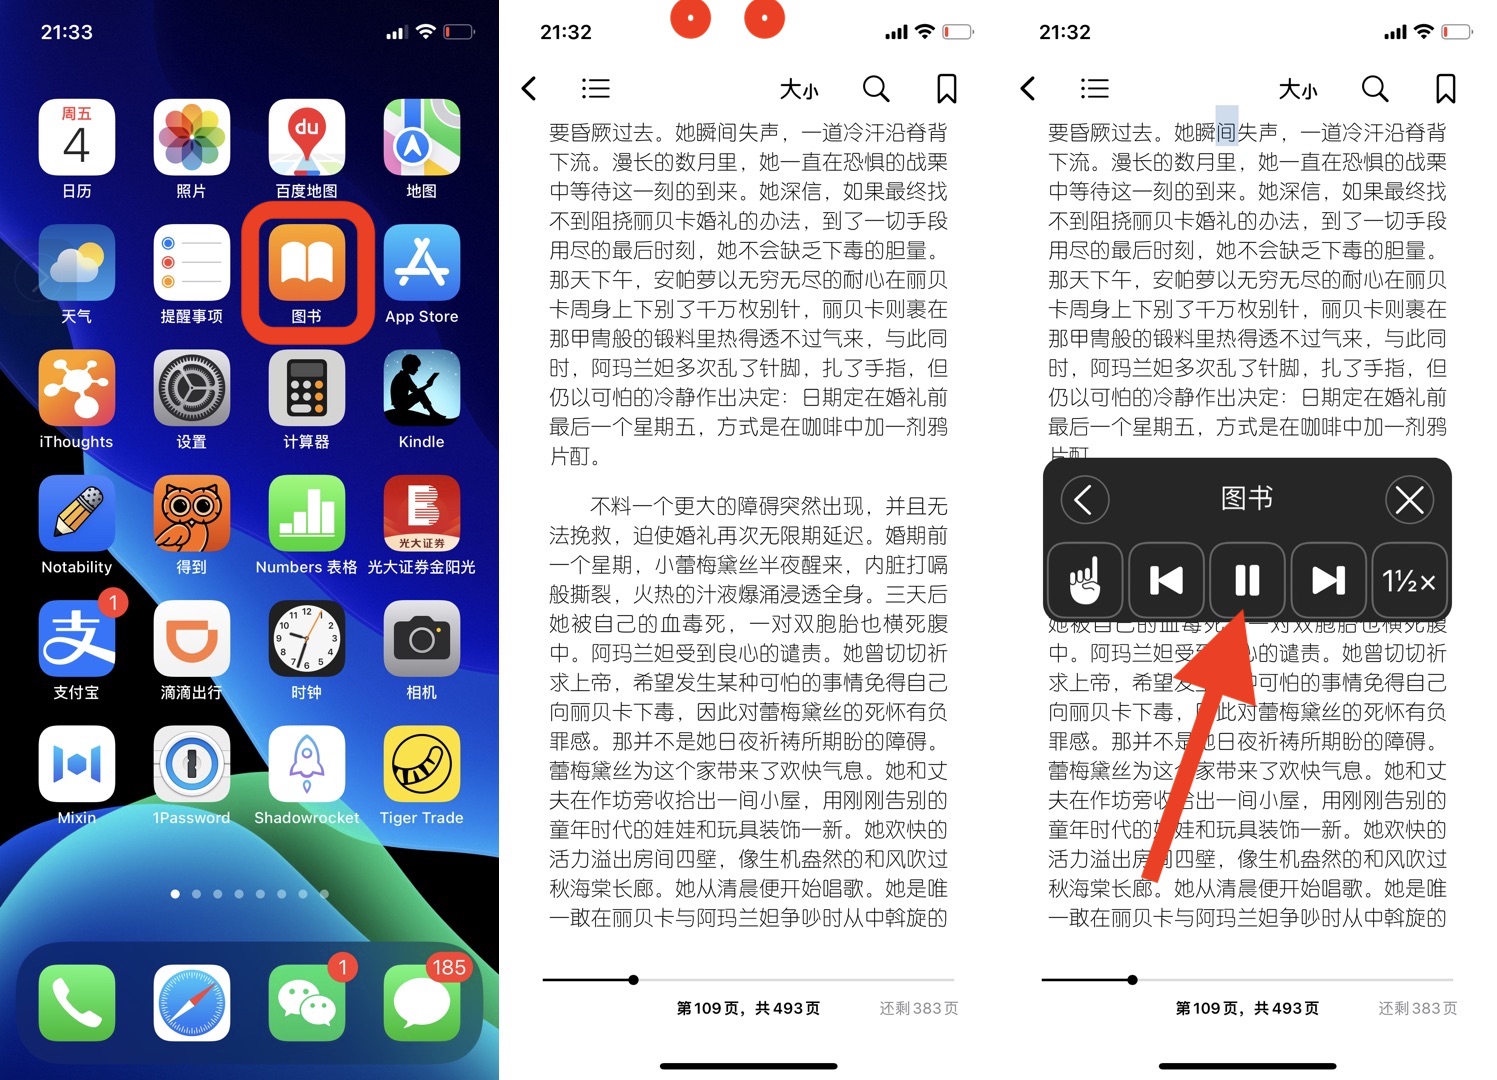 21:33
周五
4
日历
照片
du
百度地图
地图
天气
提醒事项
图书
App Store
iThoughts
设置
计算器
Kindle
Notability
得到
Numbers 表格
光大证券
光大证券金阳光
1
支
支付宝
滴滴出行
12
1
2
3
4
5
6
7
8
9
10
11
时钟
相机
Mixin
1Password
Shadowrocket
Tiger Trade
1
185
21:32
大小
要昏厥过去。她瞬间失声，一道冷汗沿脊背
下流。漫长的数月里，她一直在恐惧的战栗
中等待这一刻的到来。她深信，如果最终找
不到阻挠丽贝卡婚礼的办法，到了一切手段
用尽的最后时刻，她不会缺乏下毒的胆量。
那天下午，安帕萝以无穷无尽的耐心在丽贝
卡周身上下别了千万枚别针，丽贝卡则裹在
那甲胄般的锻料里热得透不过气来，与此同
时，阿玛兰妲多次乱了针脚，扎了手指，但
仍以可怕的冷静作出决定：日期定在婚礼前
最后一个星期五，方式是在咖啡中加一剂鸦
片酊。
不料一个更大的障碍突然出现，并且无
法挽救，迫使婚礼再次无限期延迟。婚期前
一个星期，小蕾梅黛丝半夜醒来，内脏打嗝
般撕裂，火热的汁液爆涌浸透全身。三天后
她被自己的血毒死，一对双胞胎也横死腹
中。阿玛兰妲受到良心的谴责。她曾切切祈
求上帝，希望发生某种可怕的事情免得自己
向丽贝卡下毒，因此对蕾梅黛丝的死怀有负
罪感。那并不是她日夜祈祷所期盼的障碍。
蕾梅黛丝为这个家带来了欢快气息。她和丈
夫在作坊旁收拾出一间小屋，用刚刚告别的
童年时代的娃娃和玩具装饰一新。她欢快的
活力溢出房间四壁，像生机盎然的和风吹过
秋海棠长廊。她从清晨便开始唱歌。她是唯
一敢在丽贝卡与阿玛兰妲争吵时从中斡旋的
第109页，共493页
还剩383页
21:32
大小
要昏厥过去。她瞬间失声，一道冷汗沿脊背
下流。漫长的数月里，她一直在恐惧的战栗
中等待这一刻的到来。她深信，如果最终找
不到阻挠丽贝卡婚礼的办法，到了一切手段
用尽的最后时刻，她不会缺乏下毒的胆量。
那天下午，安帕萝以无穷无尽的耐心在丽贝
卡周身上下别了千万枚别针，丽贝卡则裹在
那甲胄般的锻料里热得透不过气来，与此同
时，阿玛兰妲多次乱了针脚，扎了手指，但
仍以可怕的冷静作出决定：日期定在婚礼前
最后一个星期五，方式是在咖啡中加一剂鸦
片酊
图书
1½×
她被自己的血毒死，一对双胞胎也横死腹
中。阿玛兰妲受到心的谴责。她曾切切祈
求上帝，希望发可怕的事情免得自己
向丽贝卡下毒，此对蕾梅黛丝的死怀有负
罪感。那并不是她日夜祈祷所期盼的障碍。
蕾梅黛丝为这家带来了欢快气息。她和丈
夫在作坊旁收拾出一间小屋，用刚刚告别的
童年时代的娃和玩具装饰一新。她欢快的
活力溢出房间四壁，像生机盎然的和风吹过
秋海棠长廊。她从清晨便开始唱歌。她是唯
一敢在丽贝卡与阿玛兰妲争吵时从中斡旋的
第109页，共493页
还剩383页